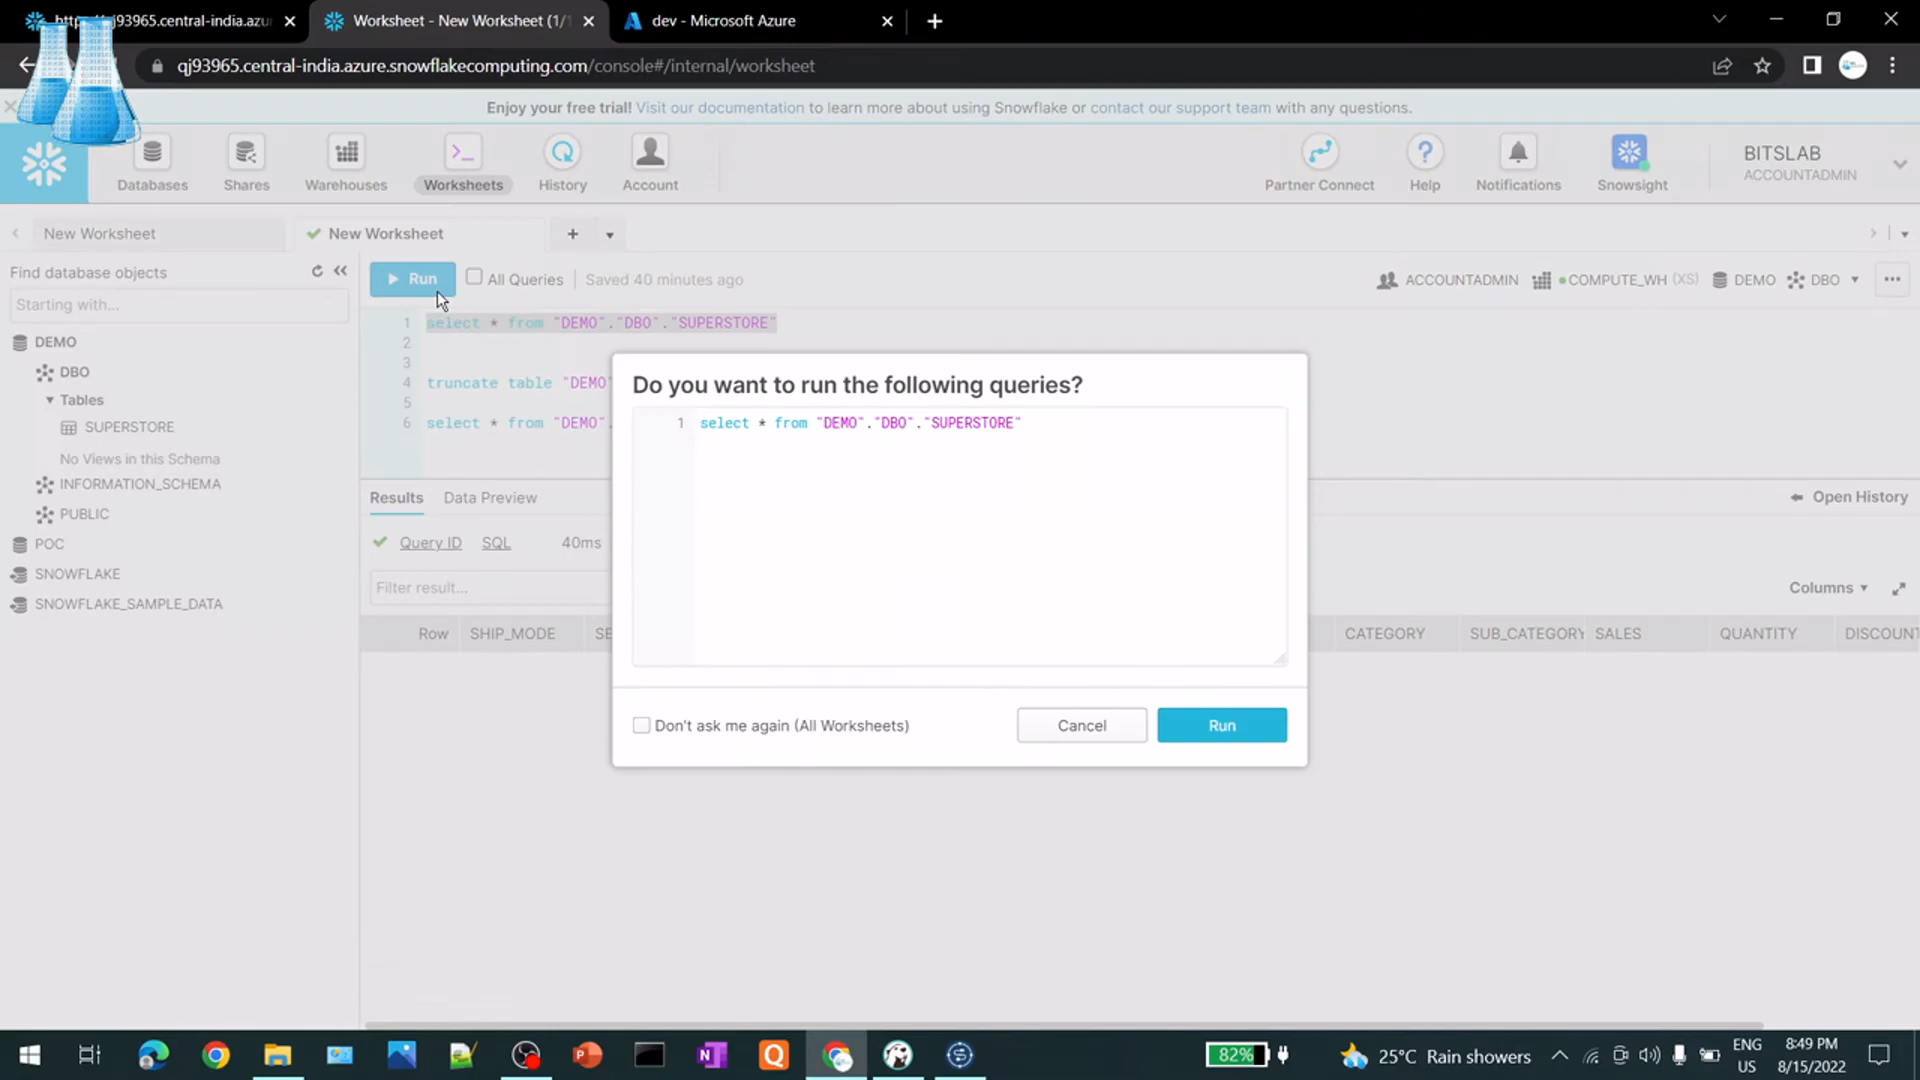 https://qj93965.central-india.azur
Worksheet - New Worksheet (1/1
dev - Microsoft Azure
qj93965.central-india.azure.snowflakecomputing.com/console#/internal/worksheet
Enjoy your free trial! Visit our documentation to learn more about using Snowflake or contact our support team with any questions.
Databases
Shares
Warehouses
Worksheets
History
Account
Partner Connect
Help
Notifications
Snowsight
BITSLAB
ACCOUNTADMIN
New Worksheet
New Worksheet
Find database objects
Starting with...
DEMO
DBO
Tables
SUPERSTORE
No Views in this Schema
INFORMATION_SCHEMA
PUBLIC
POC
SNOWFLAKE
SNOWFLAKE_SAMPLE_DATA
Run
All Queries
Saved 40 minutes ago
ACCOUNTADMIN
COMPUTE_WH (XS)
DEMO
DBO
1 select * from "DEMO"."DBO"."SUPERSTORE"
2
3
4 truncate table "DEMO"
5
6 select * from "DEMO".
Do you want to run the following queries?
1 select * from "DEMO"."DBO"."SUPERSTORE"
Don't ask me again (All Worksheets)
Cancel
Run
Results
Data Preview
Open History
Query ID
SQL
40ms
Filter result...
Columns
Row
SHIP_MODE
SE
CATEGORY
SUB_CATEGORY
SALES
QUANTITY
DISCOUNT
82%
25°C Rain showers
ENG
US
8:49 PM
8/15/2022